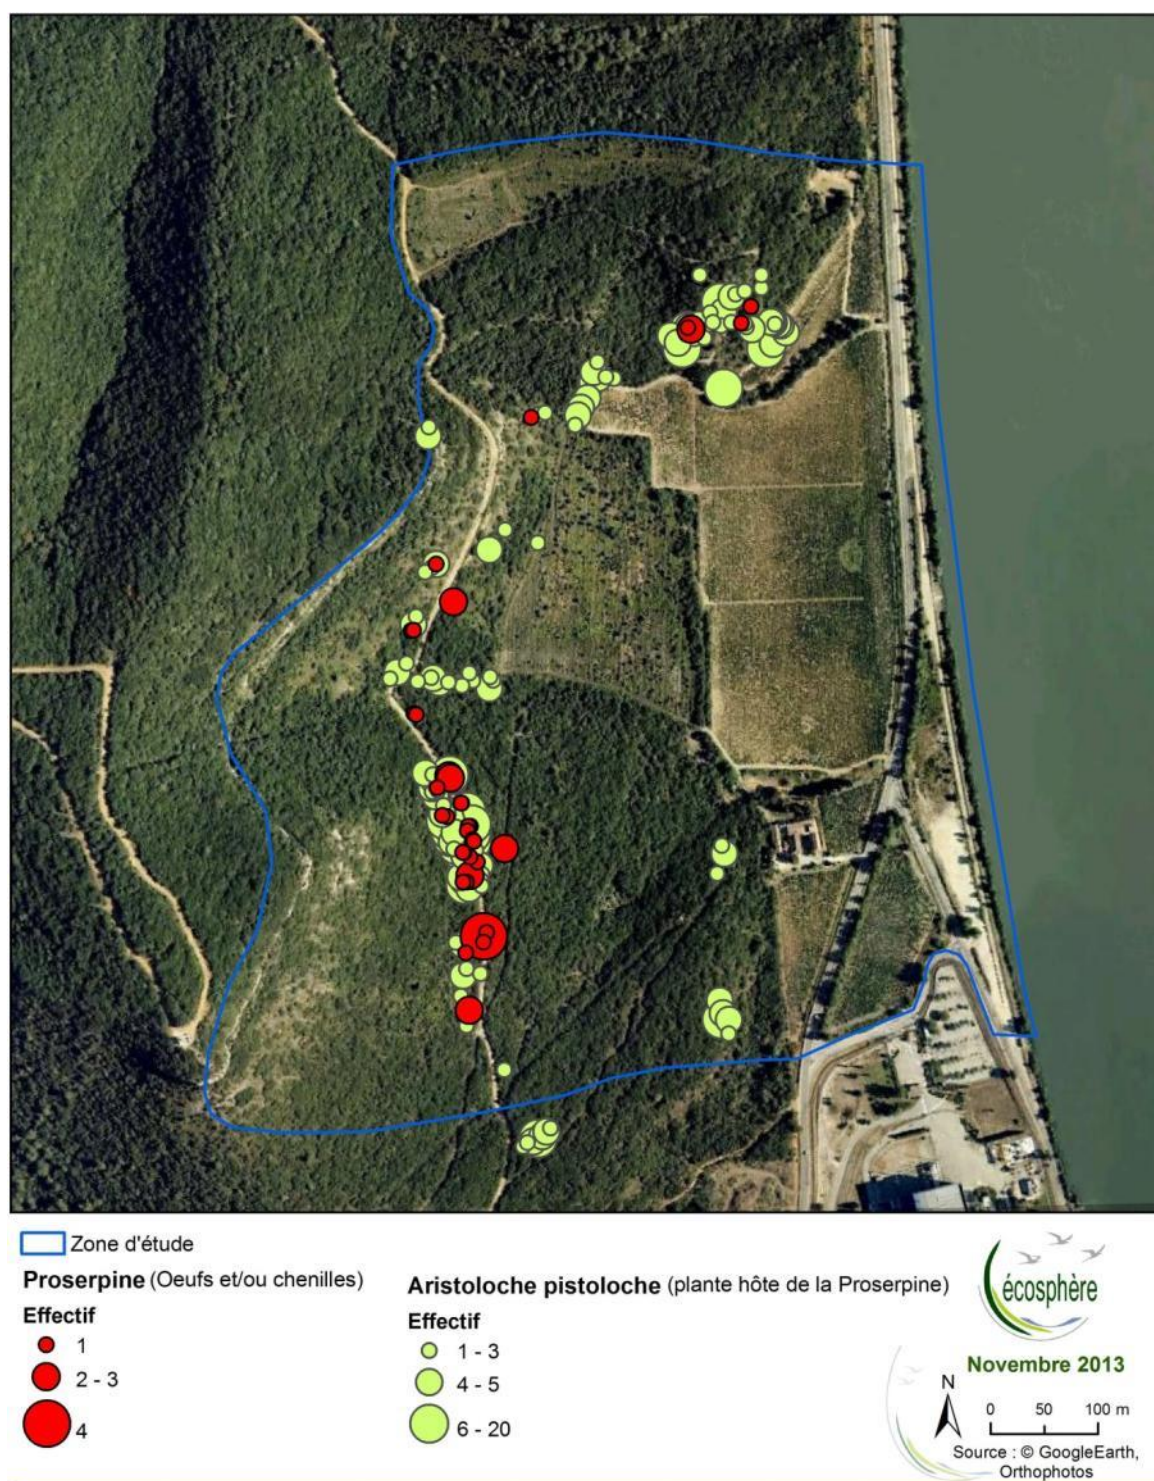 Zone d'étude
Proserpine (Oeufs et/ou chenilles)
Effectif
1
2 - 3
4
Aristoloche pistoloche (plante hôte de la Proserpine)
Effectif
1 - 3
4 - 5
6 - 20
écosphère
Novembre 2013
N
0 50 100 m
Source : © GoogleEarth,
Orthophotos